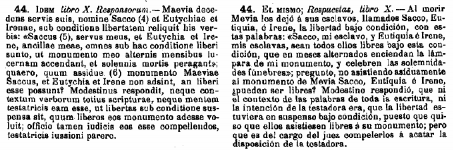 44. IDEM libro X. Responsorum.—Maevia decedens servis suis, nomine Sacco (4) et Eutychiae et Irenae, sub conditione libertatem reliquit his verbis: «Saccus (5), servus meus, et Eutychia et Irene, ancillae meae, omnes sub hac conditione liberi sunto, ut monumento meo alternis mensibus lucernam accendant, et solemnia mortis peragant»; quaero, quum assiduo (6) monumento Maeviae Saccus, et Eutychia et Irene non adsint, an liberi esse possunt? Modestinus respondit, neque contextum verborum totius scripturae, neque mentem testatricis eam esse, ut libertas sub conditione suspensa sit, quum liberos eos monumento adesse voluit; officio tamen iudicis eos esse compellendos, testatricis iussioni parere.
44. EL MISMO; Respuestas, libro X.—Al morir Mevia los dejó á sus esclavos, llamados Sacco, Eutiquia, é Irene, la libertad bajo condición, con estas palabras: «Sacco, mi esclavo, y Eutiquia é Irene, mis esclavas, sean todos ellos libres bajo esta condición, que en meses alternados enciendan la lámpara de mi monumento, y celebren las solemnidades fúnebres»; pregunto, no asistiendo asiduamente al monumento de Mevia Sacco, Eutiquia é Irene, ¿pueden ser libres? Modestino respondió, que ni el contexto de las palabras de toda la escritura, ni la intención de la testadora era, que la libertad estuviera en suspenso bajo condición, puesto que quiso que ellos asistiesen libres á su monumento; pero que es del cargo del juez compelerlos á acatar la disposición de la testadora.